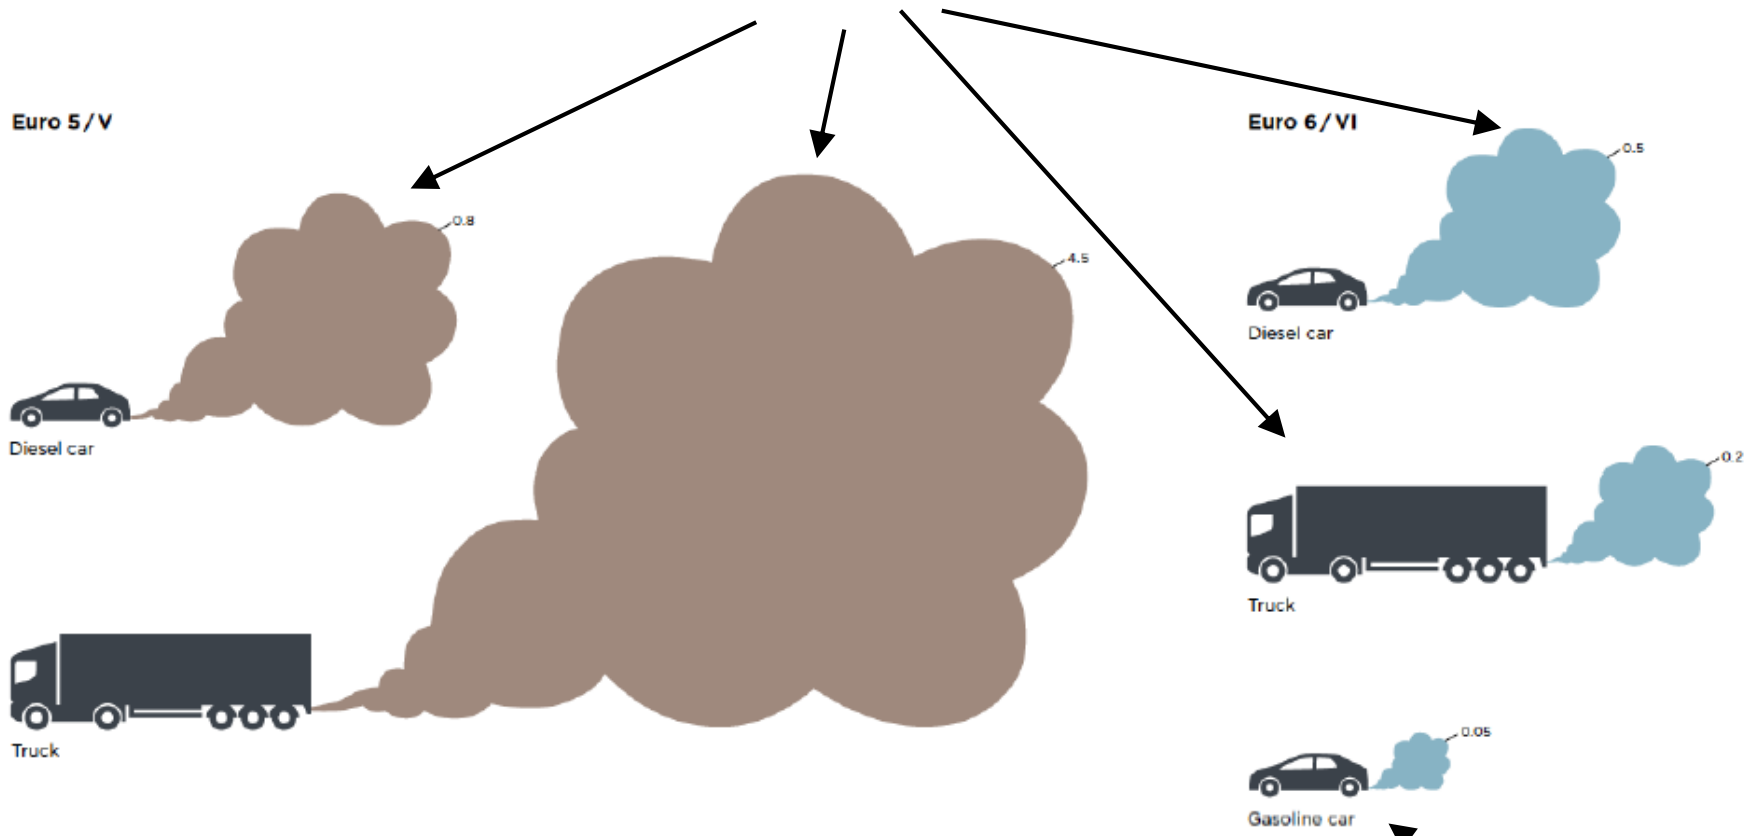 Euro 5/V
0.8
Diesel car
4.5
Truck
Euro 6/VI
0.5
Diesel car
0.2
Truck
0.05
Gasoline car